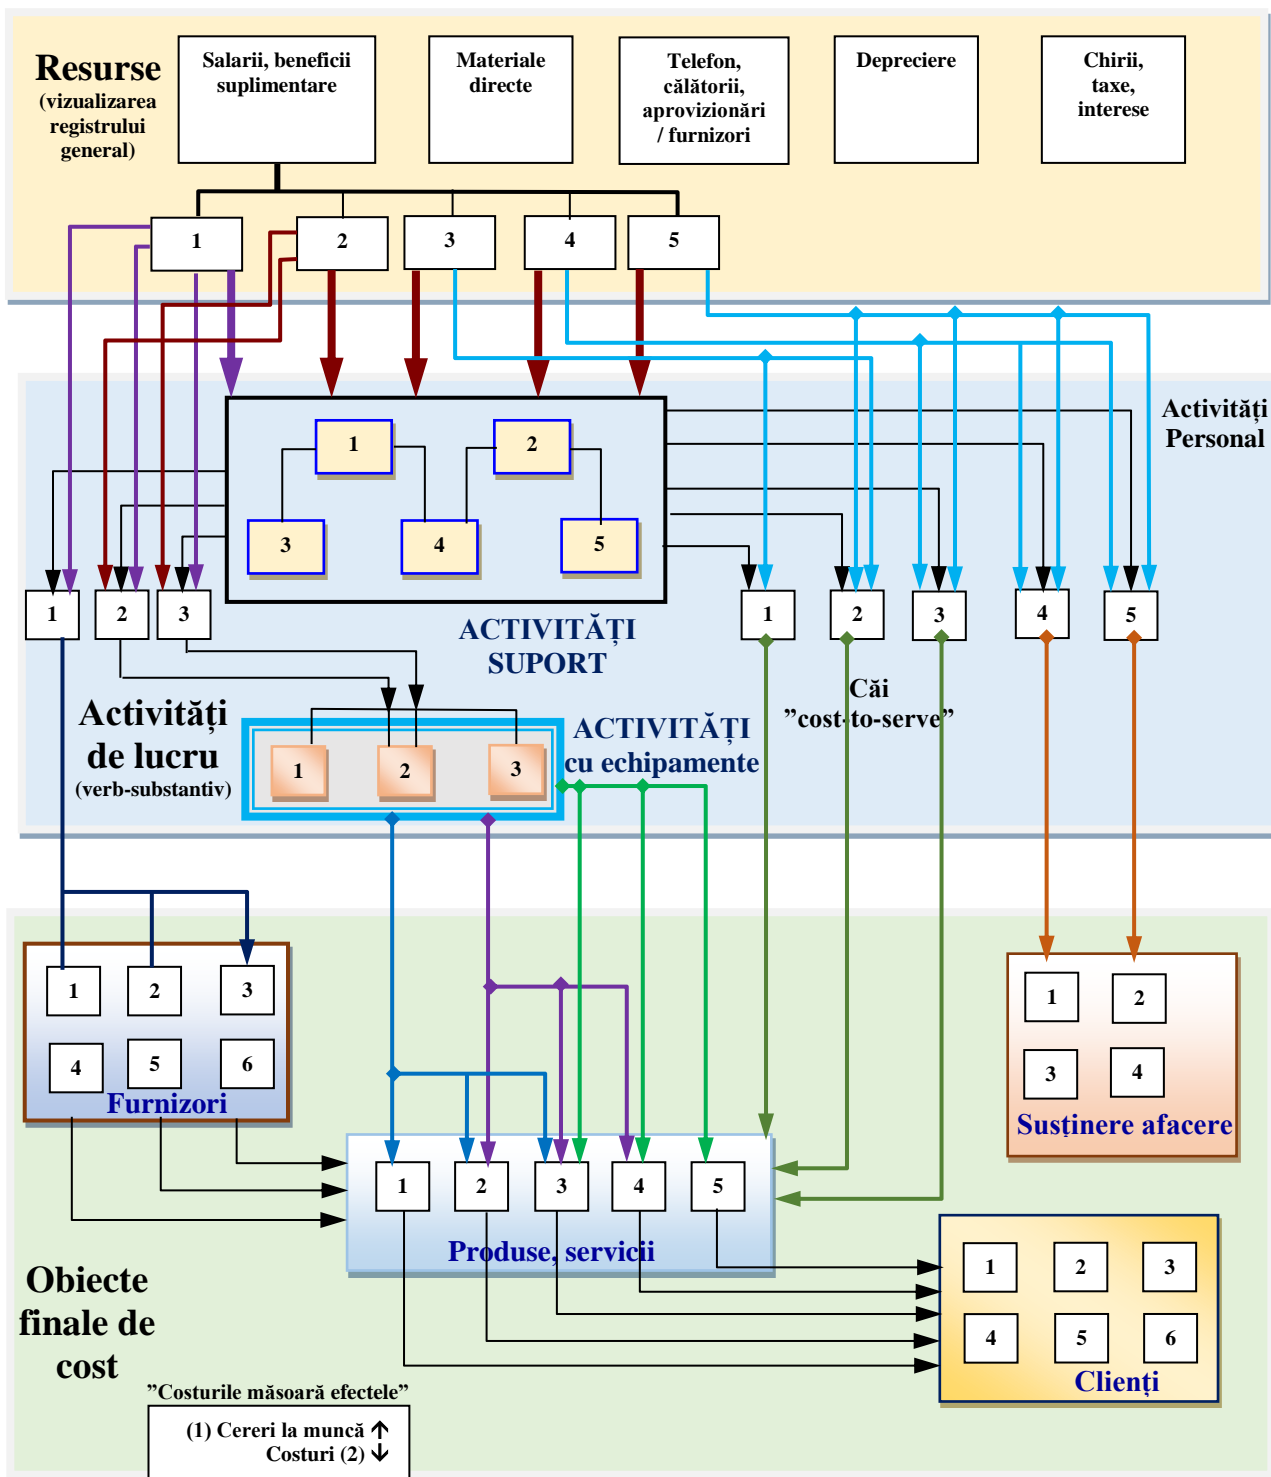 Resurse
(vizualizarea
registrului
general)
Salarii, beneficii
suplimentare
Materiale
directe
Telefon,
călătorii,
aprovizionări
/ furnizori
Depreciere
Chirii,
taxe,
interese
1
2
3
4
5
Activități
Personal
1
2
3
4
5
1
2
3
ACTIVITĂȚI
SUPORT
1
2
3
4
5
Căi
”cost-to-serve”
Activități
de lucru
(verb-substantiv)
ACTIVITĂȚI
cu echipamente
1
2
3
1
2
3
4
5
6
Furnizori
1
2
3
4
Susținere afacere
1
2
3
4
5
Produse, servicii
1
2
3
4
5
6
Clienți
Obiecte
finale de
cost
”Costurile măsoară efectele”
(1) Cereri la muncă ↑
Costuri (2) ↓